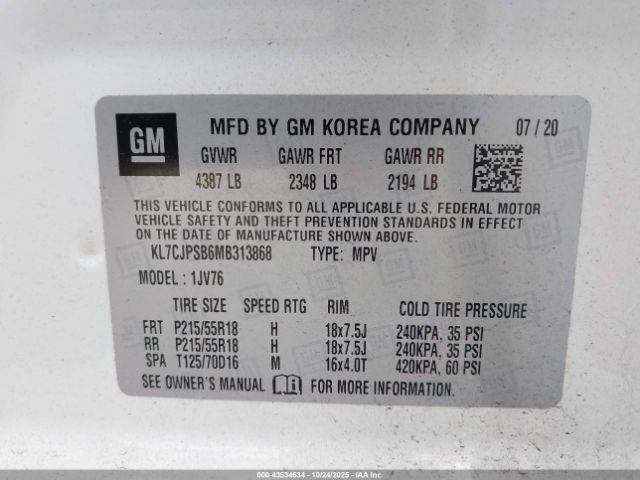 GM MFD BY GM KOREA COMPANY 07 / 20
GVWR GAWR FRT GAWR RR
4387 LB 2348 LB 2194 LB
THIS VEHICLE CONFORMS TO ALL APPLICABLE U.S. FEDERAL MOTOR
VEHICLE SAFETY AND THEFT PREVENTION STANDARDS IN EFFECT
ON THE DATE OF MANUFACTURE SHOWN ABOVE.
KL7CJPSB6MB313868 TYPE: MPV
MODEL : 1JV76
TIRE SIZE SPEED RTG RIM COLD TIRE PRESSURE
FRT P215/55R18 H 18x7.5J 240KPA, 35 PSI
RR P215/55R18 H 18x7.5J 240KPA, 35 PSI
SPA T125/70D16 M 16x4.0T 420KPA, 60 PSI
SEE OWNER'S MANUAL FOR MORE INFORMATION.
000-43534634 - 10/24/2025 - IAA Inc.